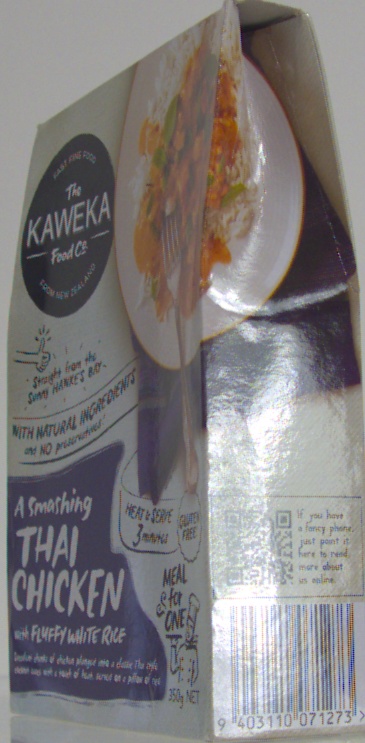 EASY FINE FOOD
The
KAWEKA
Food Co.
FROM NEW ZEALAND
Straight from the
Sunny HAWKE'S BAY
WITH NATURAL INGREDIENTS
and NO preservatives
HEAT & SERVE
3 minutes
GLUTEN
FREE
A smashing
THAI
CHICKEN
with FLUFFY WHITE RICE
chicken
MEAL
for
ONE
350g NET
If you have
a fancy phone,
just point it
here to read
more about
us online.
9 403110 071273 >